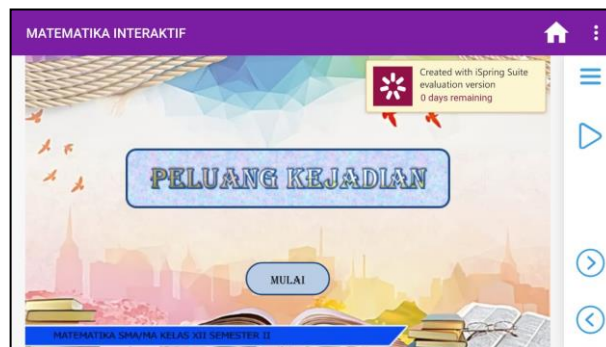 MATEMATIKA INTERAKTIF
Created with iSpring Suite
evaluation version
0 days remaining
PELUANG KEJADIAN
MULAI
MATEMATIKA SMA/MA KELAS XII SEMESTER II